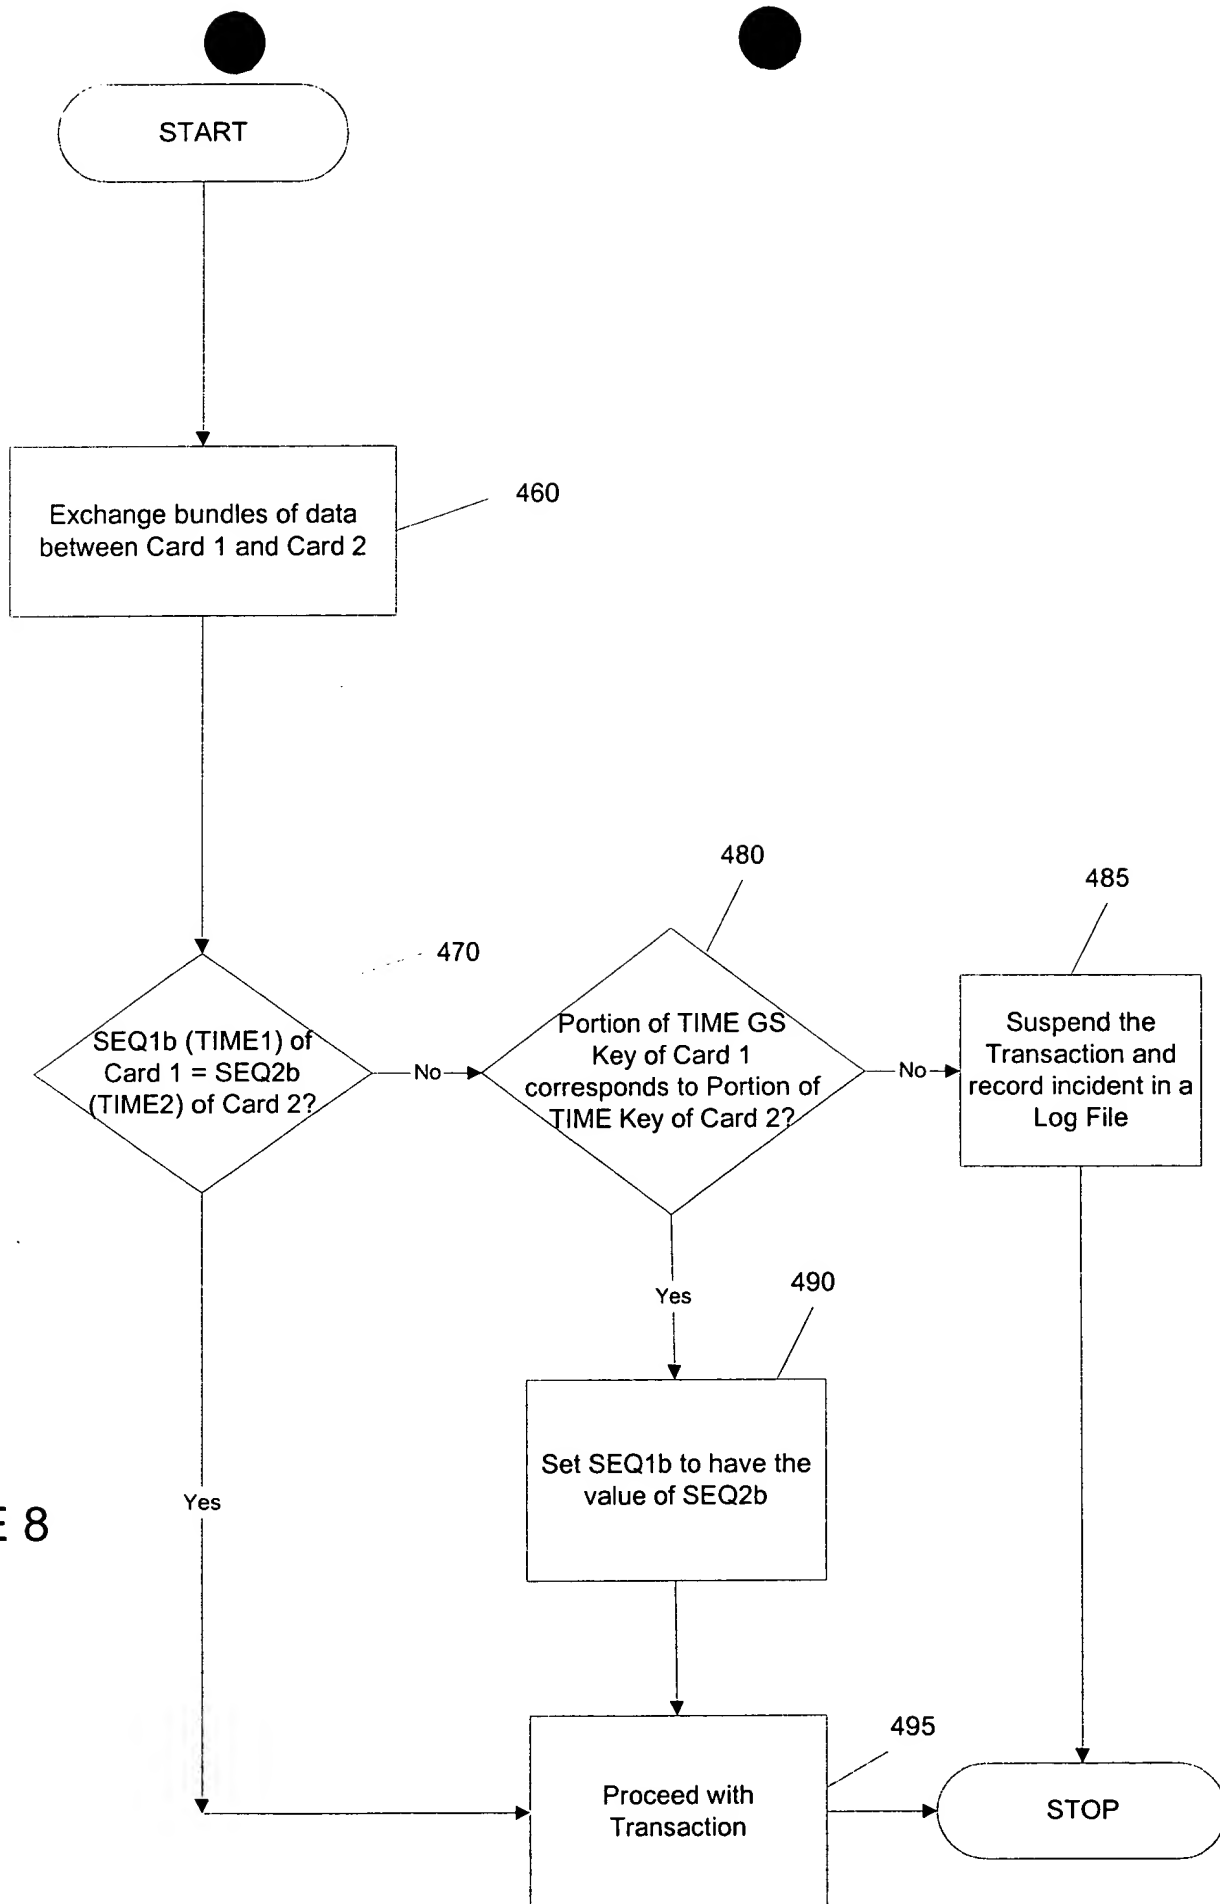 START
Exchange bundles of data
between Card 1 and Card 2
460
SEQ1b (TIME1) of
Card 1 = SEQ2b
(TIME2) of Card 2?
470
No
Portion of TIME GS
Key of Card 1
corresponds to Portion of
TIME Key of Card 2?
480
No
Suspend the
Transaction and
record incident in a
Log File
485
Yes
490
Set SEQ1b to have the
value of SEQ2b
Yes
E 8
Proceed with
Transaction
495
STOP